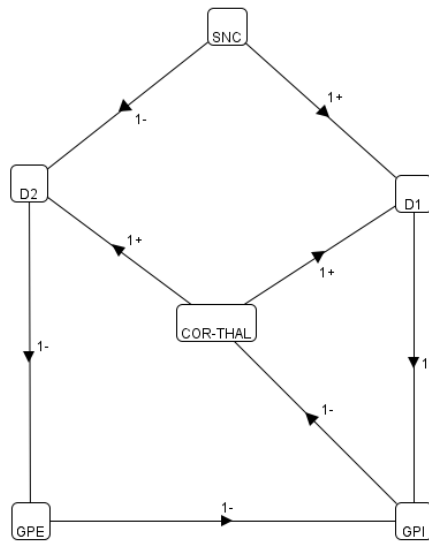 SNC
1-
1+
D2
D1
1+
1+
COR-THAL
1-
1
1-
1-
GPE
GPI